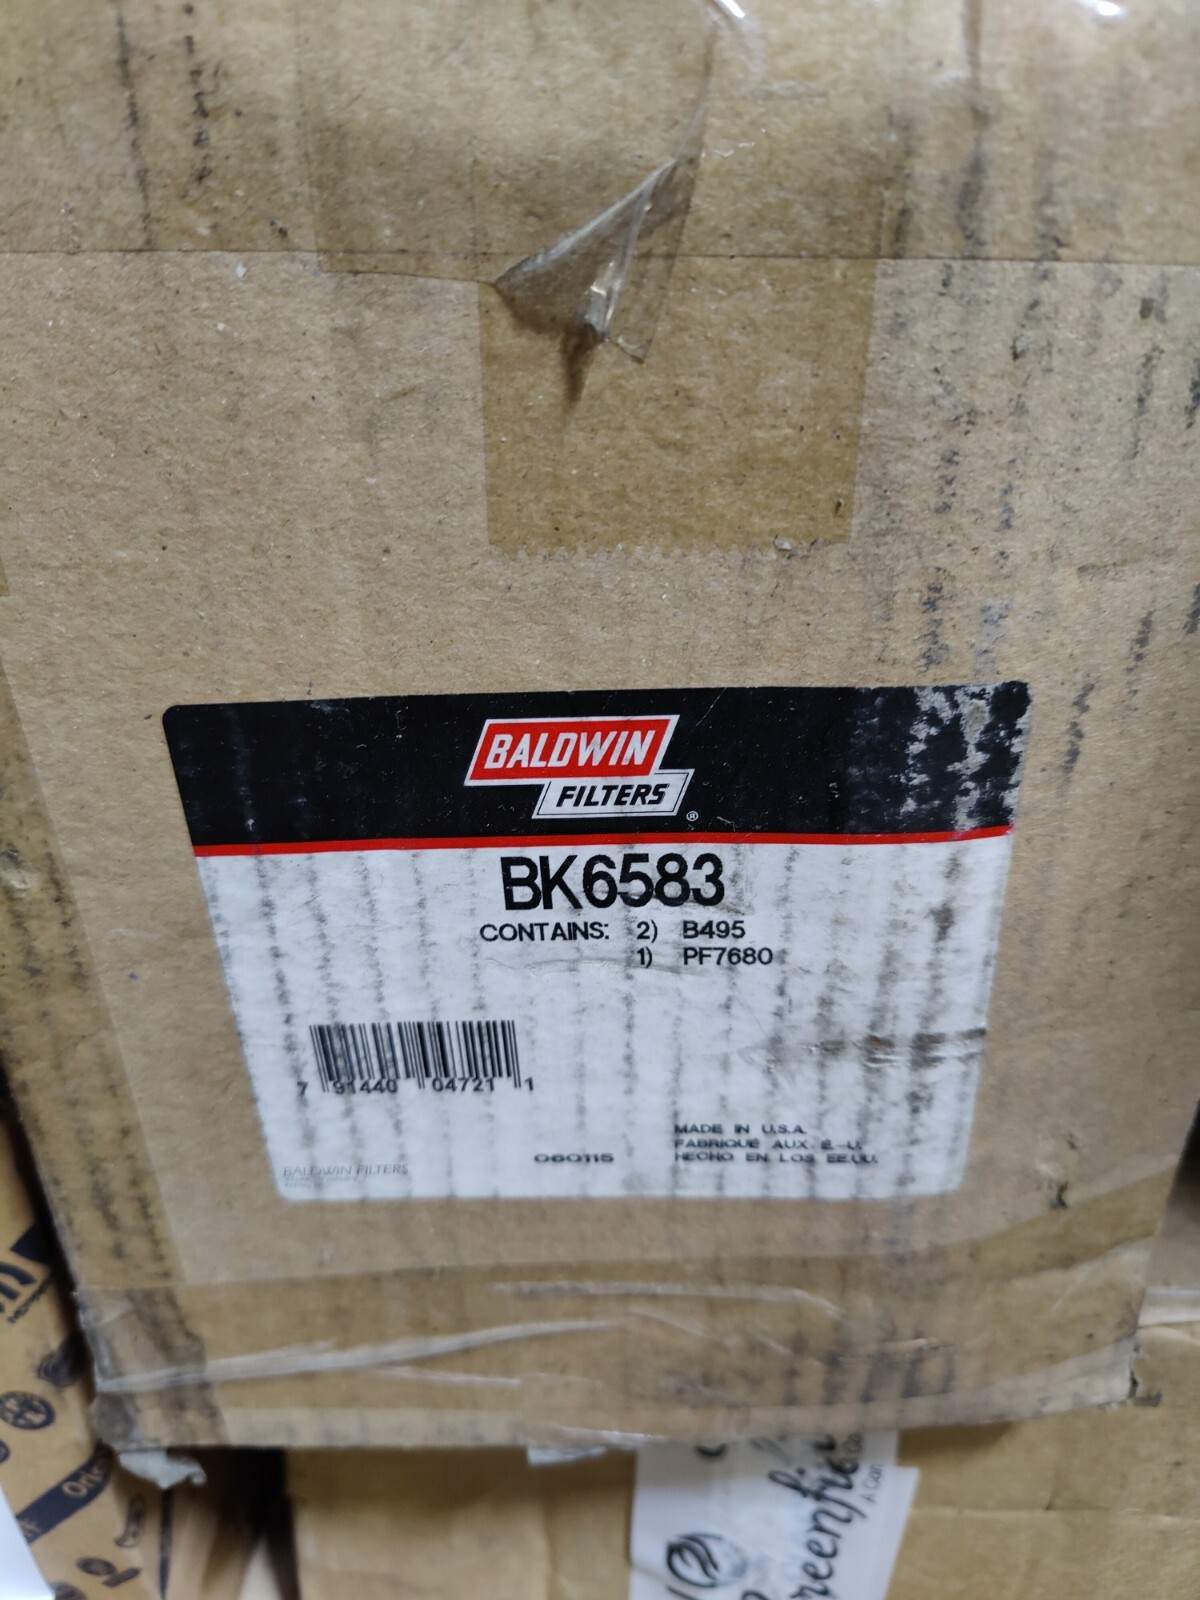 BALDWIN
FILTERS
®
BK6583
CONTAINS: 2) B495
1) PF7680
7 91440 04721 1
MADE IN U.S.A.
FABRIQUÉ AUX É.-U.
HECHO EN LOS EE.UU.
060115
BALDWIN FILTERS